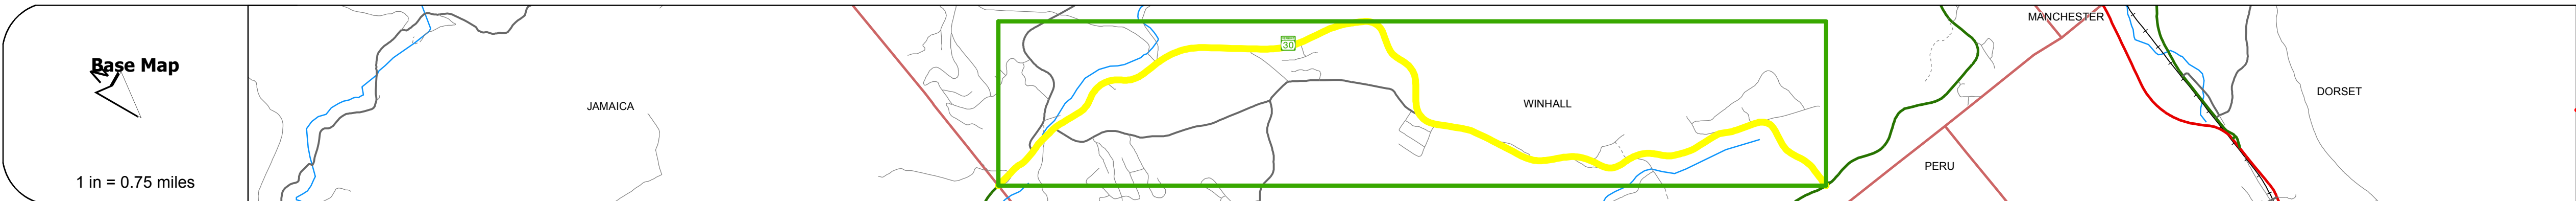 Base Map
N
1 in = 0.75 miles
JAMAICA
30
WINHALL
MANCHESTER
PERU
DORSET